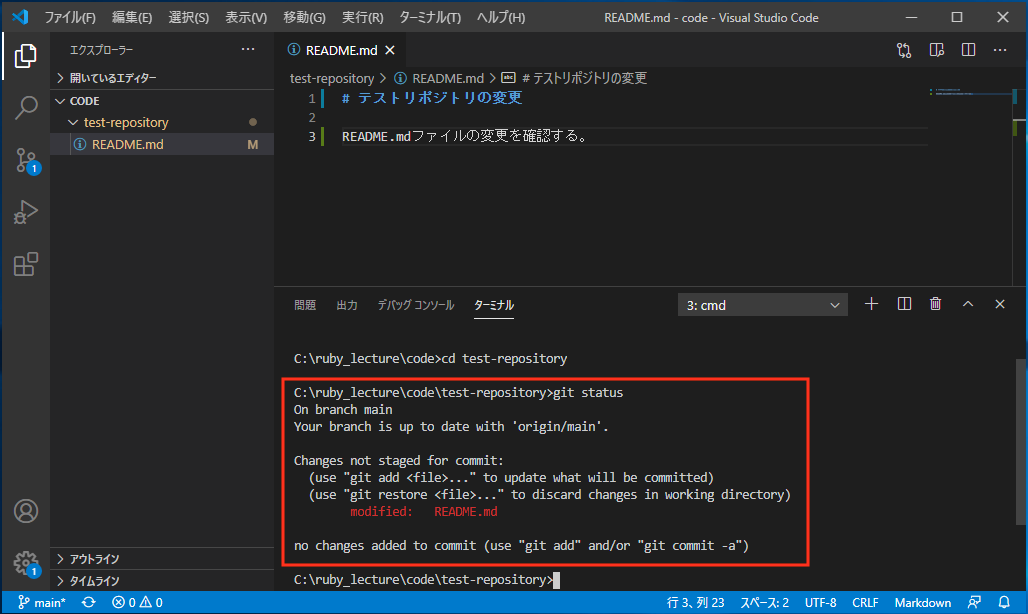 ファイル(F) 編集(E) 選択(S) 表示(V) 移動(G) 実行(R) ターミナル(T) ヘルプ(H) README.md - code - Visual Studio Code
エクスプローラー
README.md
開いているエディター
test-repository README.md abc # テストリポジトリの変更
CODE
test-repository
README.md M
1 # テストリポジトリの変更
2
3 README.mdファイルの変更を確認する。
1
問題 出力 デバッグ コンソール ターミナル 3: cmd
C:\ruby_lecture\code>cd test-repository
C:\ruby_lecture\code\test-repository>git status
On branch main
Your branch is up to date with 'origin/main'.
Changes not staged for commit:
(use "git add <file>..." to update what will be committed)
(use "git restore <file>..." to discard changes in working directory)
modified: README.md
no changes added to commit (use "git add" and/or "git commit -a")
C:\ruby_lecture\code\test-repository>
アウトライン
1
タイムライン
main* 0 0 行 3、列 23 スペース: 2 UTF-8 CRLF Markdown